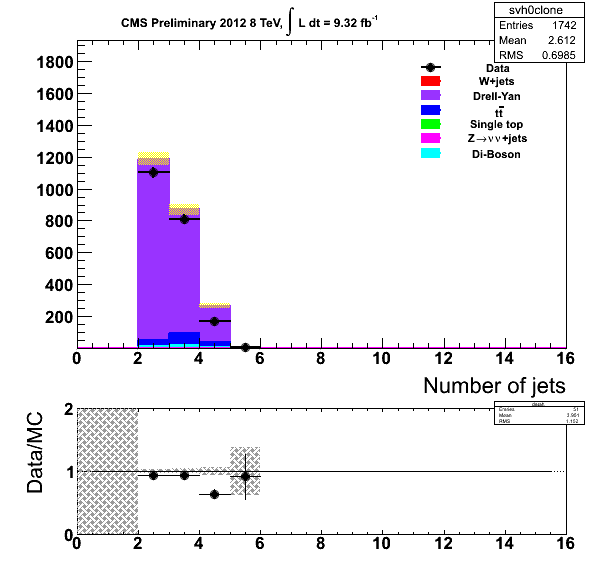 CMS Preliminary 2012 8 TeV, ∫ L dt = 9.32 fb⁻¹
svh0clone
Entries 1742
Mean 2.612
RMS 0.6985
Data
W+jets
Drell-Yan
tt̅
Single top
Z→νν+jets
Di-Boson
1800
1600
1400
1200
1000
800
600
400
200
0 2 4 6 8 10 12 14 16
Number of jets
Entries 51
Mean
RMS 1.152
Data/MC
2
1
0
0 2 4 6 8 10 12 14 16